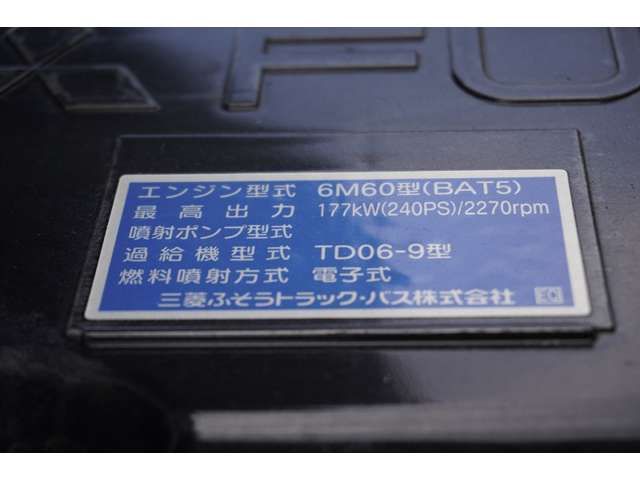 FU
エンジン型式 6M60型(BAT5)
最高出力 177kW(240PS)/2270rpm
噴射ポンプ型式
過給機型式 TD06-9型
燃料噴射方式 電子式
三菱ふそうトラック・バス株式会社